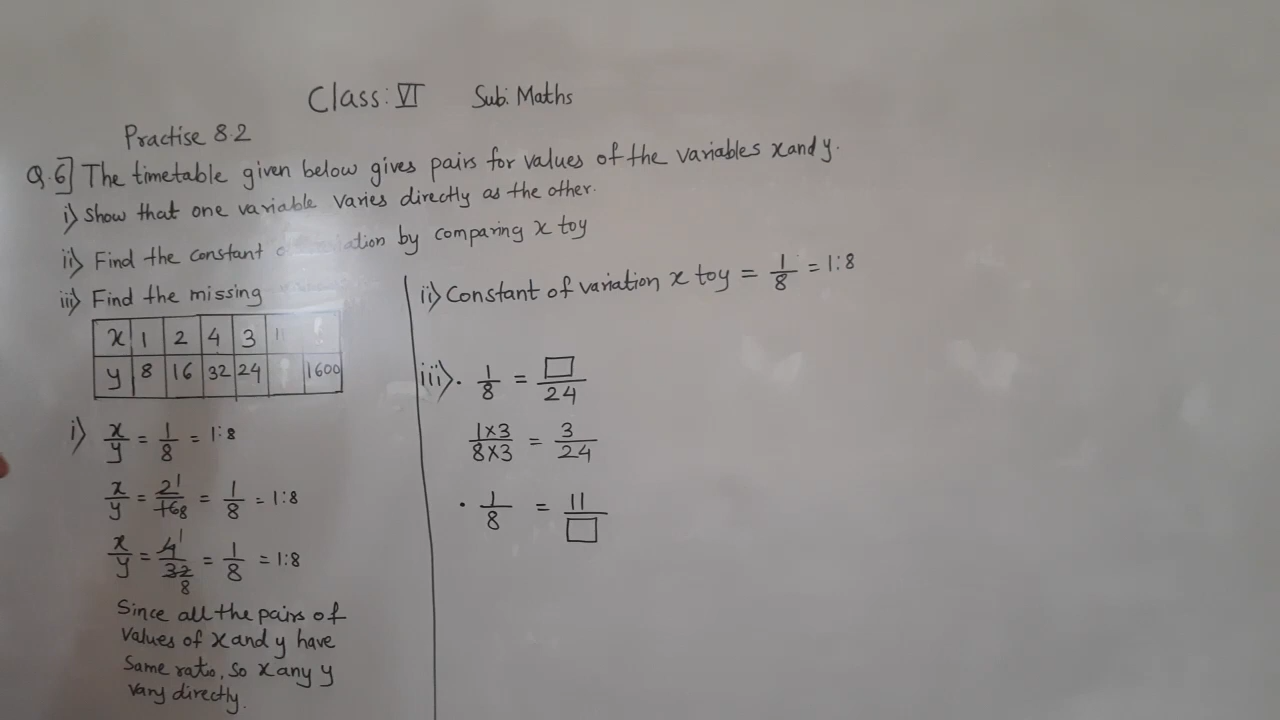 Class: VI Sub: Maths
Practise 8.2
Q.6] The timetable given below gives pairs for values of the variables x and y.
i) Show that one variable varies directly as the other.
ii) Find the constant by comparing x to y
iii) Find the missing
x 1 2 4 3 11
y 8 16 32 24 1600
i) x/y = 1/8 = 1:8
x/y = 2 1/16 8 = 1/8 = 1:8
x/y = 4 1/32 8 = 1/8 = 1:8
Since all the pairs of
values of x and y have
Same ratio, so x any y
vary directly.
ii) Constant of variation x to y = 1/8 = 1:8
iii) · 1/8 = □/24
1×3/8×3 = 3/24
· 1/8 = 11/□